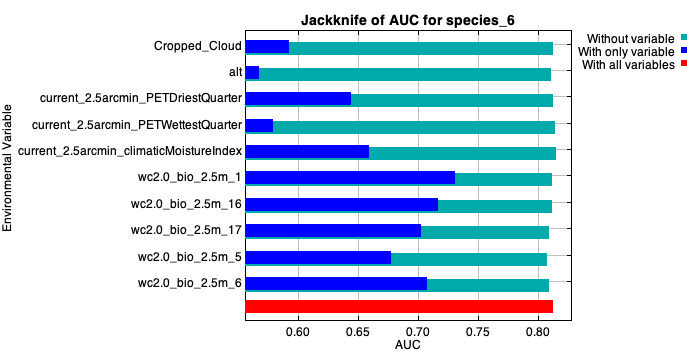 Jackknife of AUC for species_6
Without variable
With only variable
With all variables
Environmental Variable
Cropped_Cloud
alt
current_2.5arcmin_PETDriestQuarter
current_2.5arcmin_PETWettestQuarter
current_2.5arcmin_climaticMoistureIndex
wc2.0_bio_2.5m_1
wc2.0_bio_2.5m_16
wc2.0_bio_2.5m_17
wc2.0_bio_2.5m_5
wc2.0_bio_2.5m_6
0.60 0.65 0.70 0.75 0.80
AUC